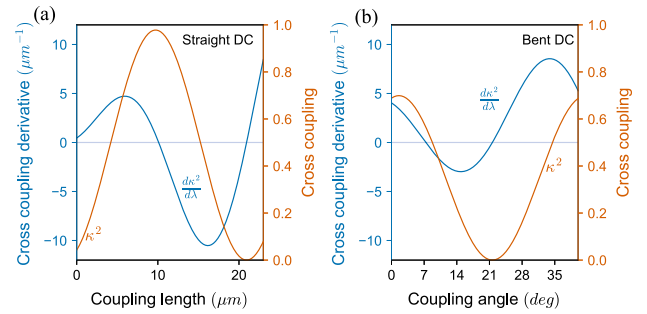 (a)
Straight DC
Cross coupling derivative (μm⁻¹)
10
5
0
−5
−10
dκ²
dλ
κ²
1.0
0.8
0.6
0.4
0.2
0.0
Cross coupling
0 10 20
Coupling length (μm)
(b)
Bent DC
Cross coupling derivative (μm⁻¹)
10
5
0
−5
−10
dκ²
dλ
κ²
1.0
0.8
0.6
0.4
0.2
0.0
Cross coupling
0 7 14 21 28 35
Coupling angle (deg)